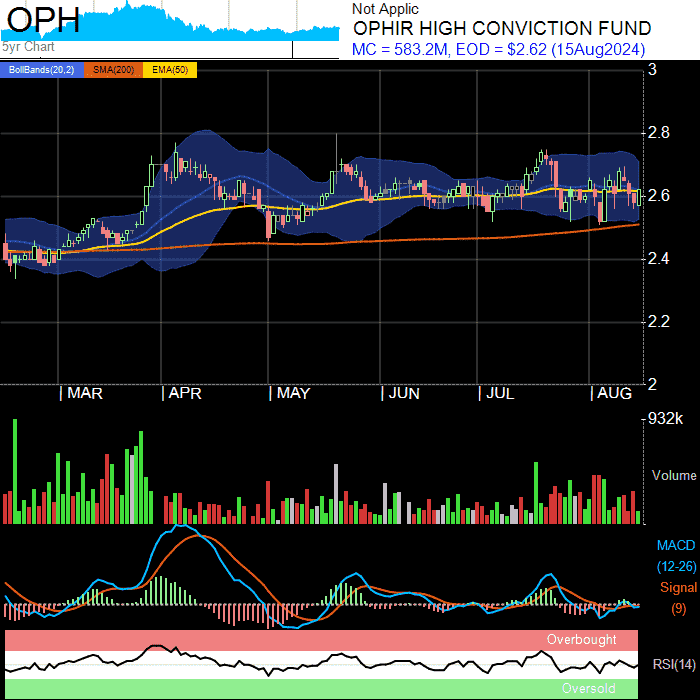 OPH
5yr Chart
Not Applic
OPHIR HIGH CONVICTION FUND
MC = 583.2M, EOD = $2.62 (15Aug2024)
BollBands(20,2) SMA(200) EMA(50)
3
2.8
2.6
2.4
2.2
2
MAR APR MAY JUN JUL AUG
932k
Volume
MACD
(12-26)
Signal
(9)
Overbought
RSI(14)
Oversold